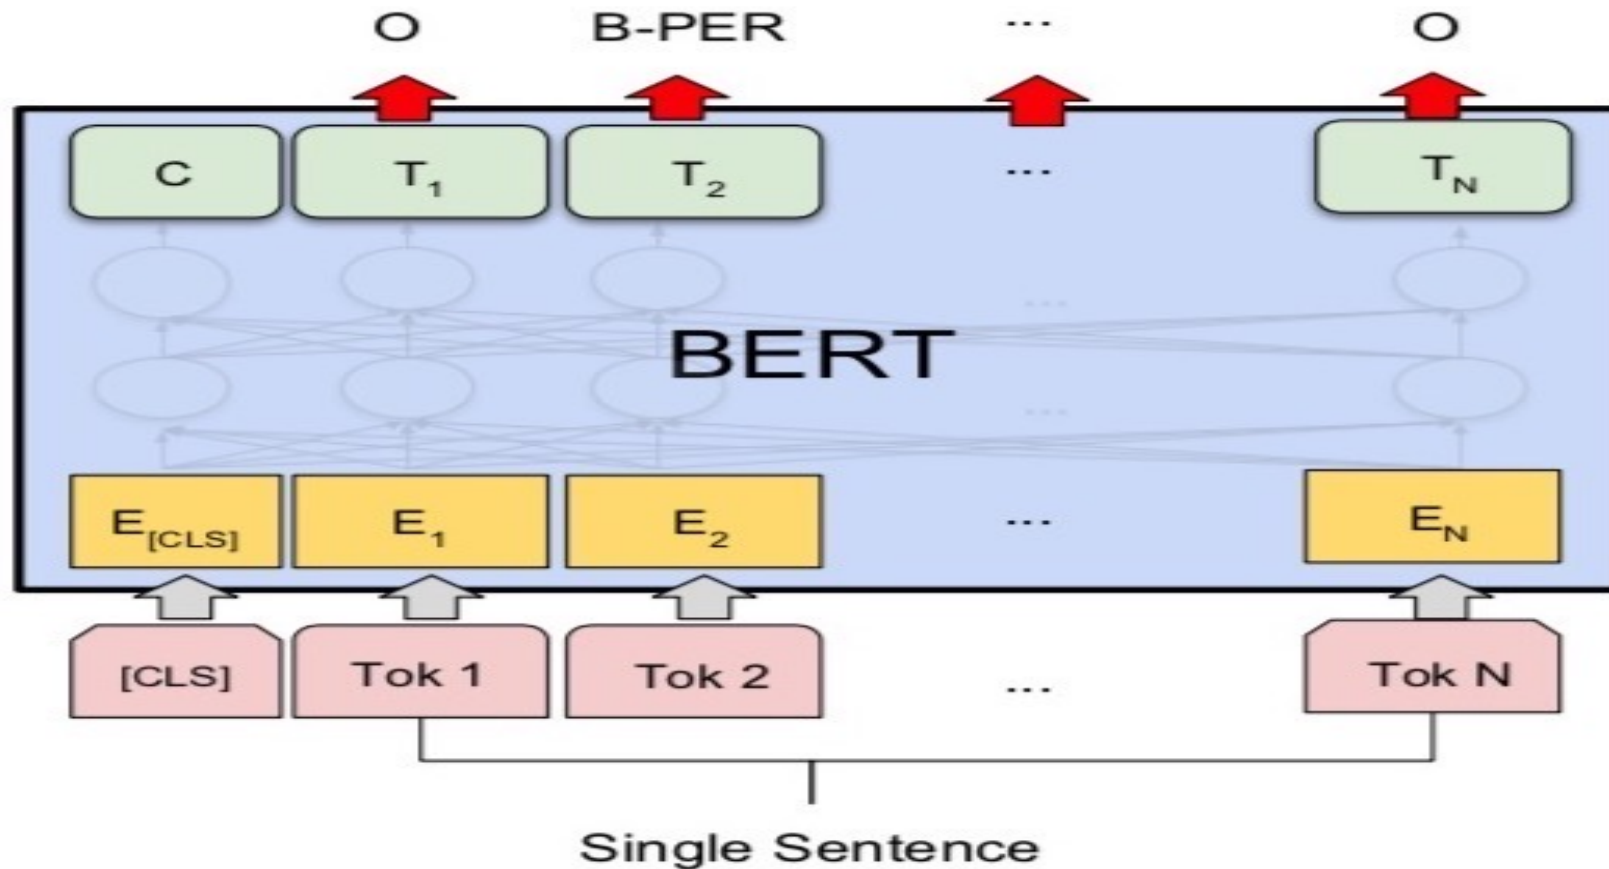 O B-PER ... O
C T1 T2 ... TN
...
BERT
...
E[CLS] E1 E2 ... EN
[CLS] Tok 1 Tok 2 ... Tok N
Single Sentence